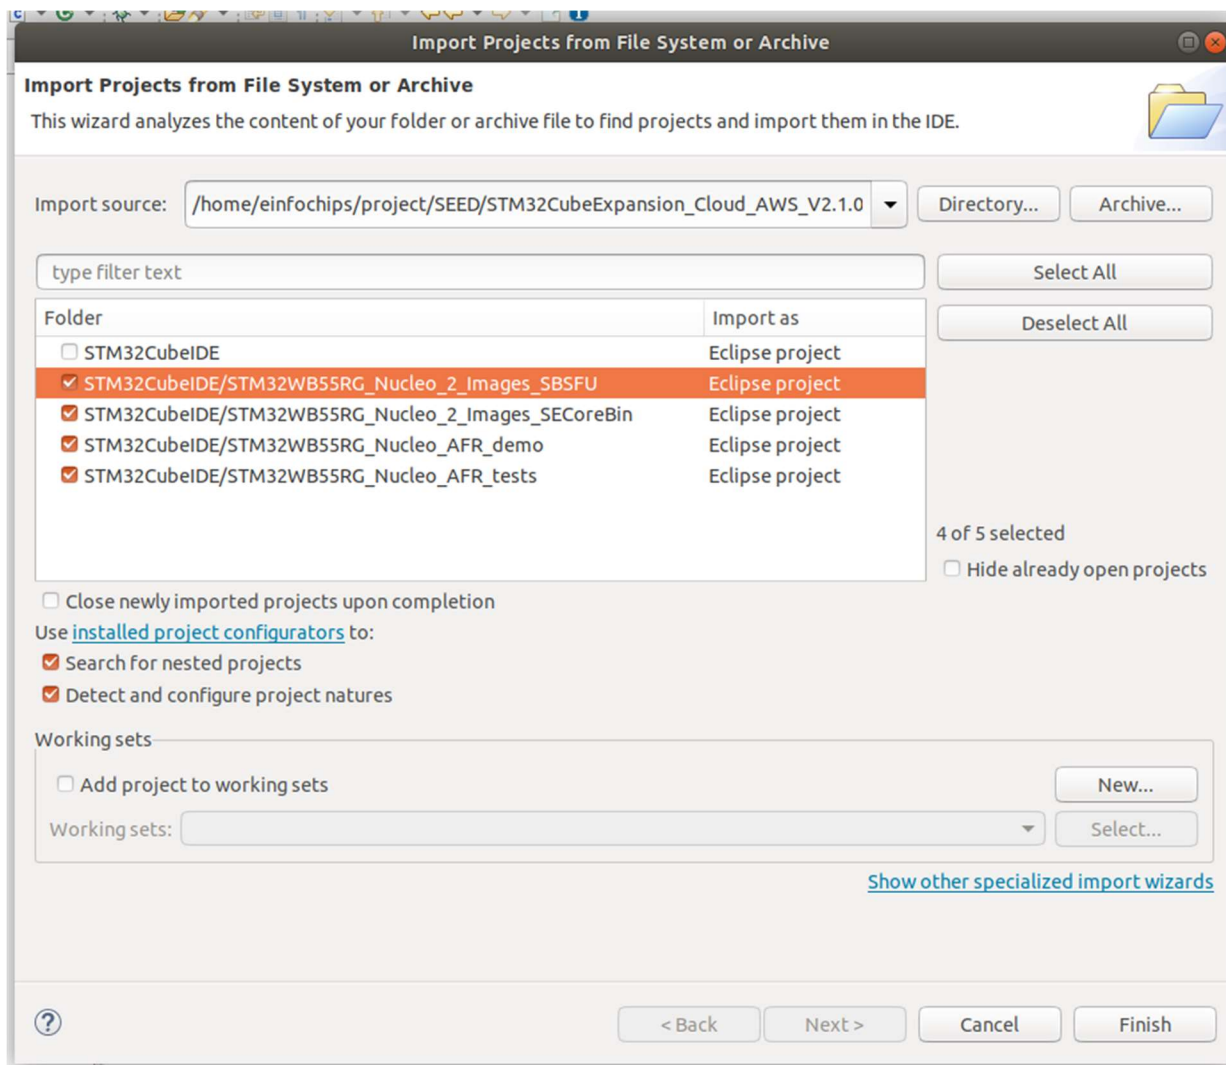 Import Projects from File System or Archive
Import Projects from File System or Archive
This wizard analyzes the content of your folder or archive file to find projects and import them in the IDE.
Import source: /home/einfochips/project/SEED/STM32CubeExpansion_Cloud_AWS_V2.1.0 Directory... Archive...
type filter text Select All
Folder Import as Deselect All
STM32CubeIDE Eclipse project
STM32CubeIDE/STM32WB55RG_Nucleo_2_Images_SBSFU Eclipse project
STM32CubeIDE/STM32WB55RG_Nucleo_2_Images_SECoreBin Eclipse project
STM32CubeIDE/STM32WB55RG_Nucleo_AFR_demo Eclipse project
STM32CubeIDE/STM32WB55RG_Nucleo_AFR_tests Eclipse project
4 of 5 selected
Hide already open projects
Close newly imported projects upon completion
Use installed project configurators to:
Search for nested projects
Detect and configure project natures
Working sets
Add project to working sets New...
Working sets: Select...
Show other specialized import wizards
? < Back Next > Cancel Finish